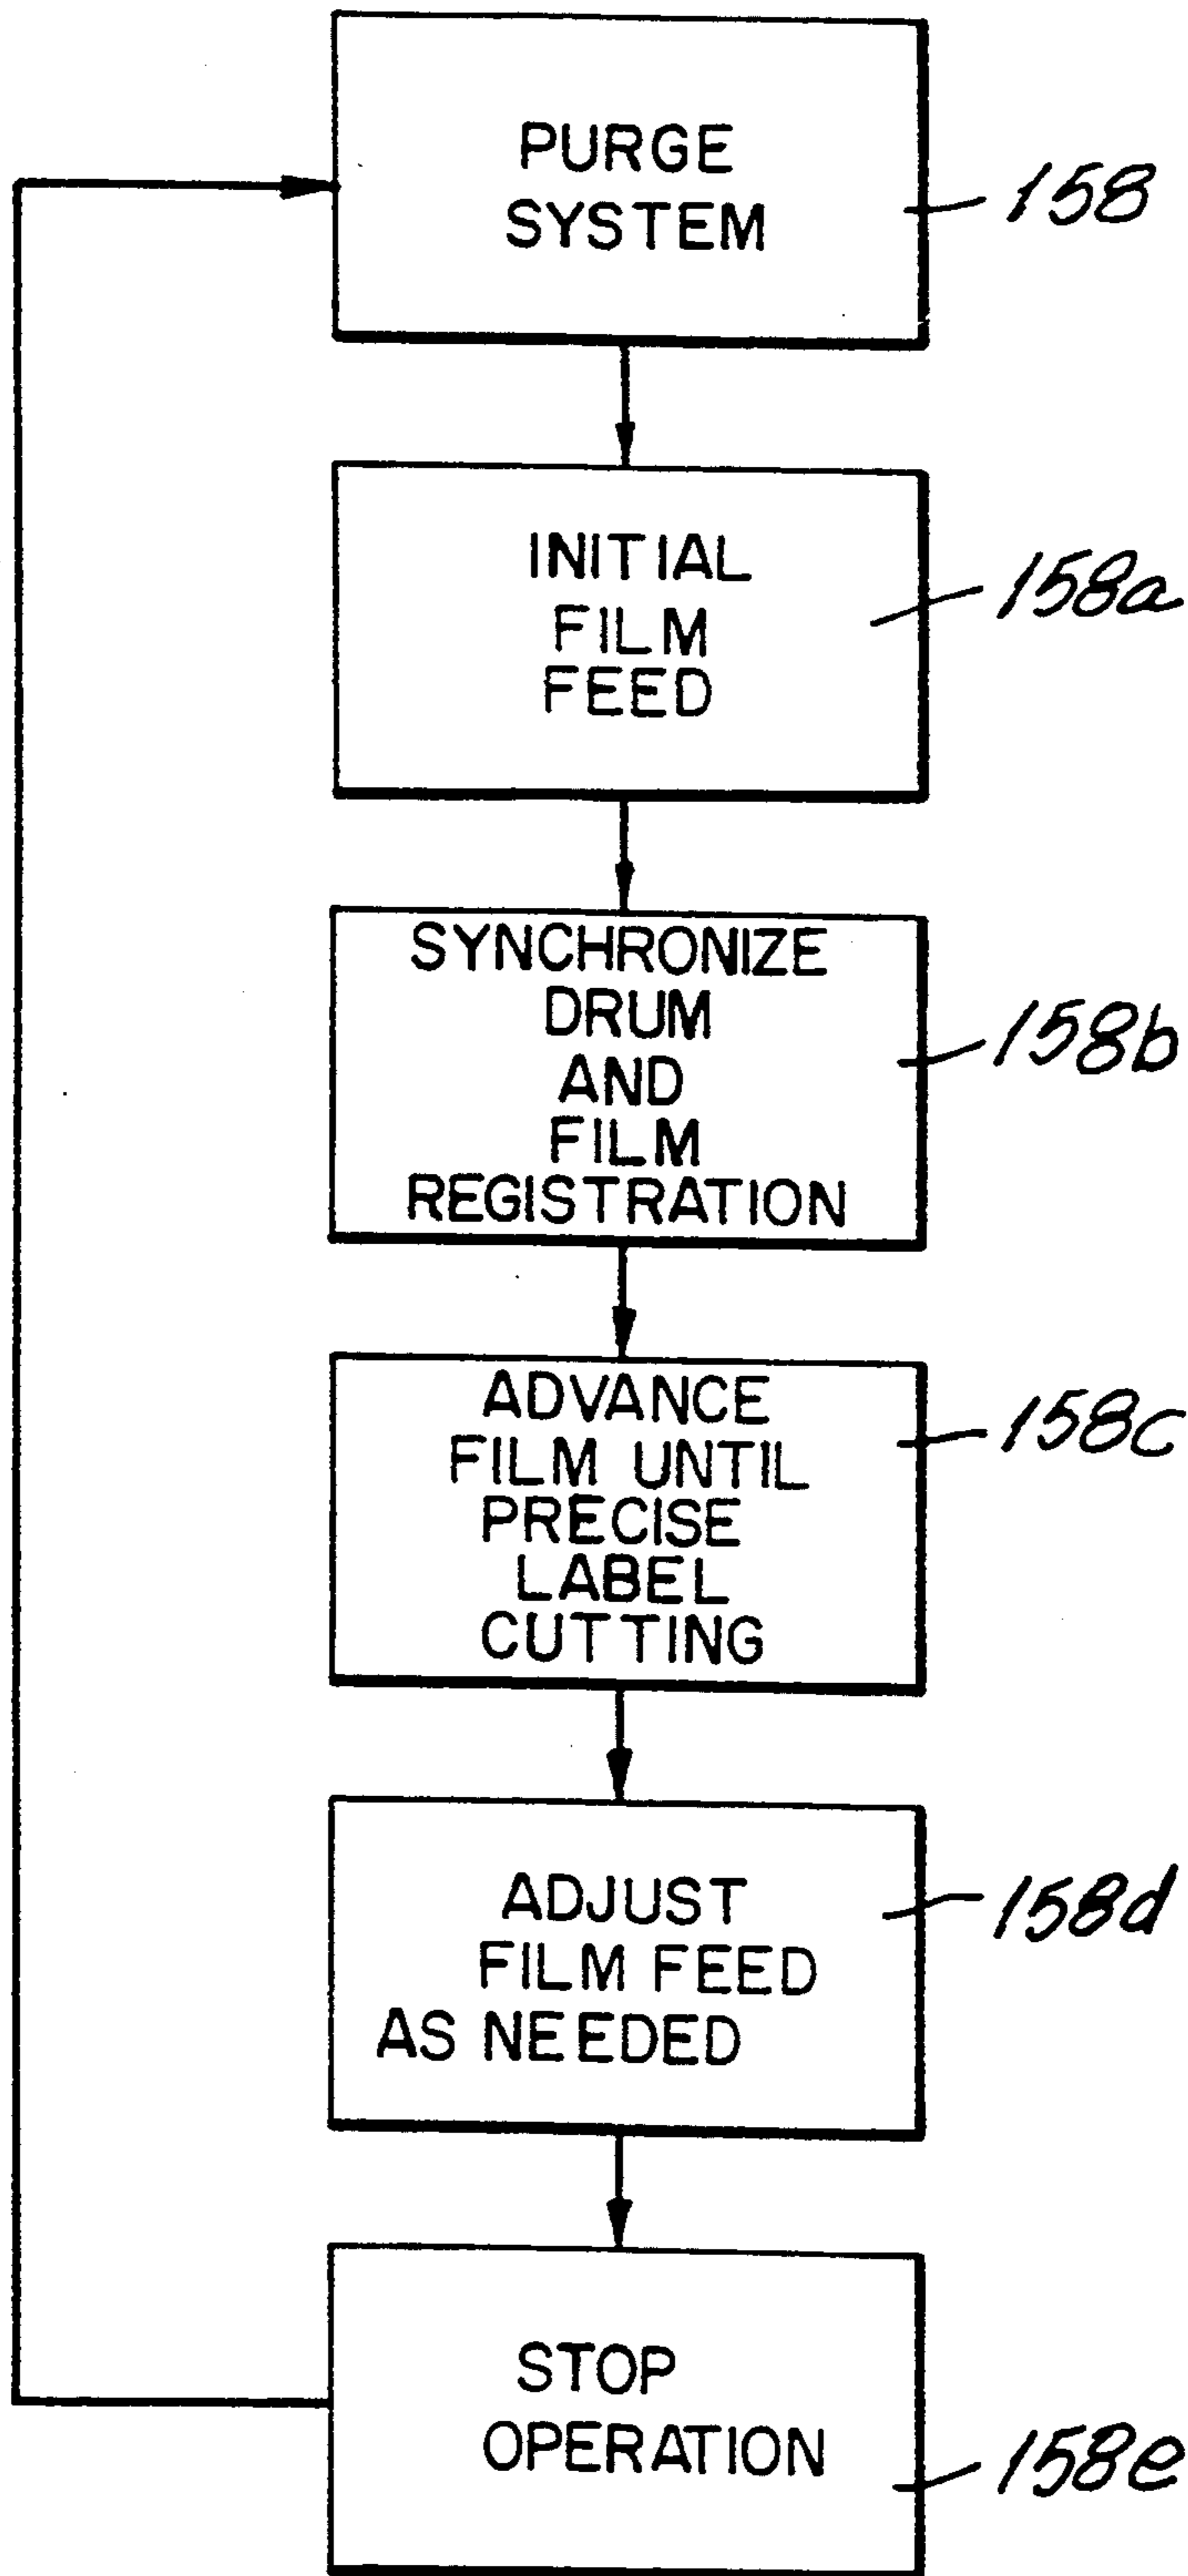 PURGE
SYSTEM
158
INITIAL
FILM
FEED
158a
SYNCHRONIZE
DRUM
AND
FILM
REGISTRATION
158b
ADVANCE
FILM UNTIL
PRECISE
LABEL
CUTTING
158c
ADJUST
FILM FEED
AS NEEDED
158d
STOP
OPERATION
158e